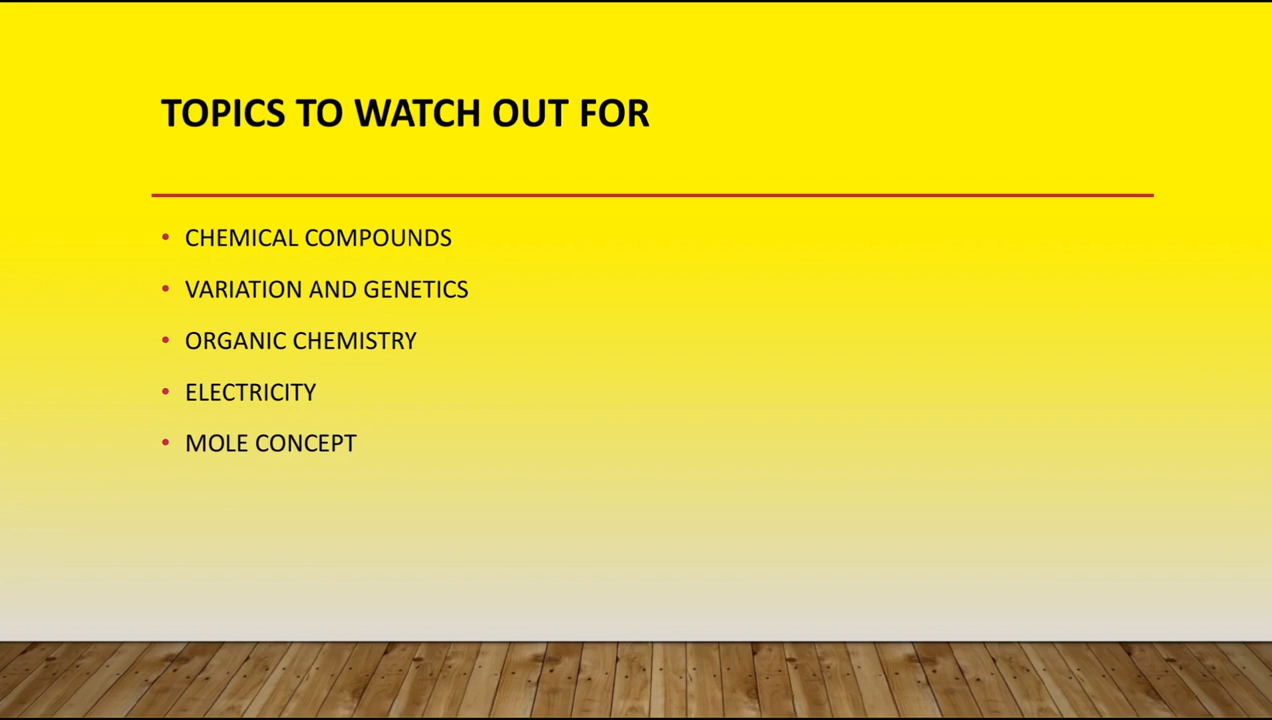 TOPICS TO WATCH OUT FOR
• CHEMICAL COMPOUNDS
• VARIATION AND GENETICS
• ORGANIC CHEMISTRY
• ELECTRICITY
• MOLE CONCEPT